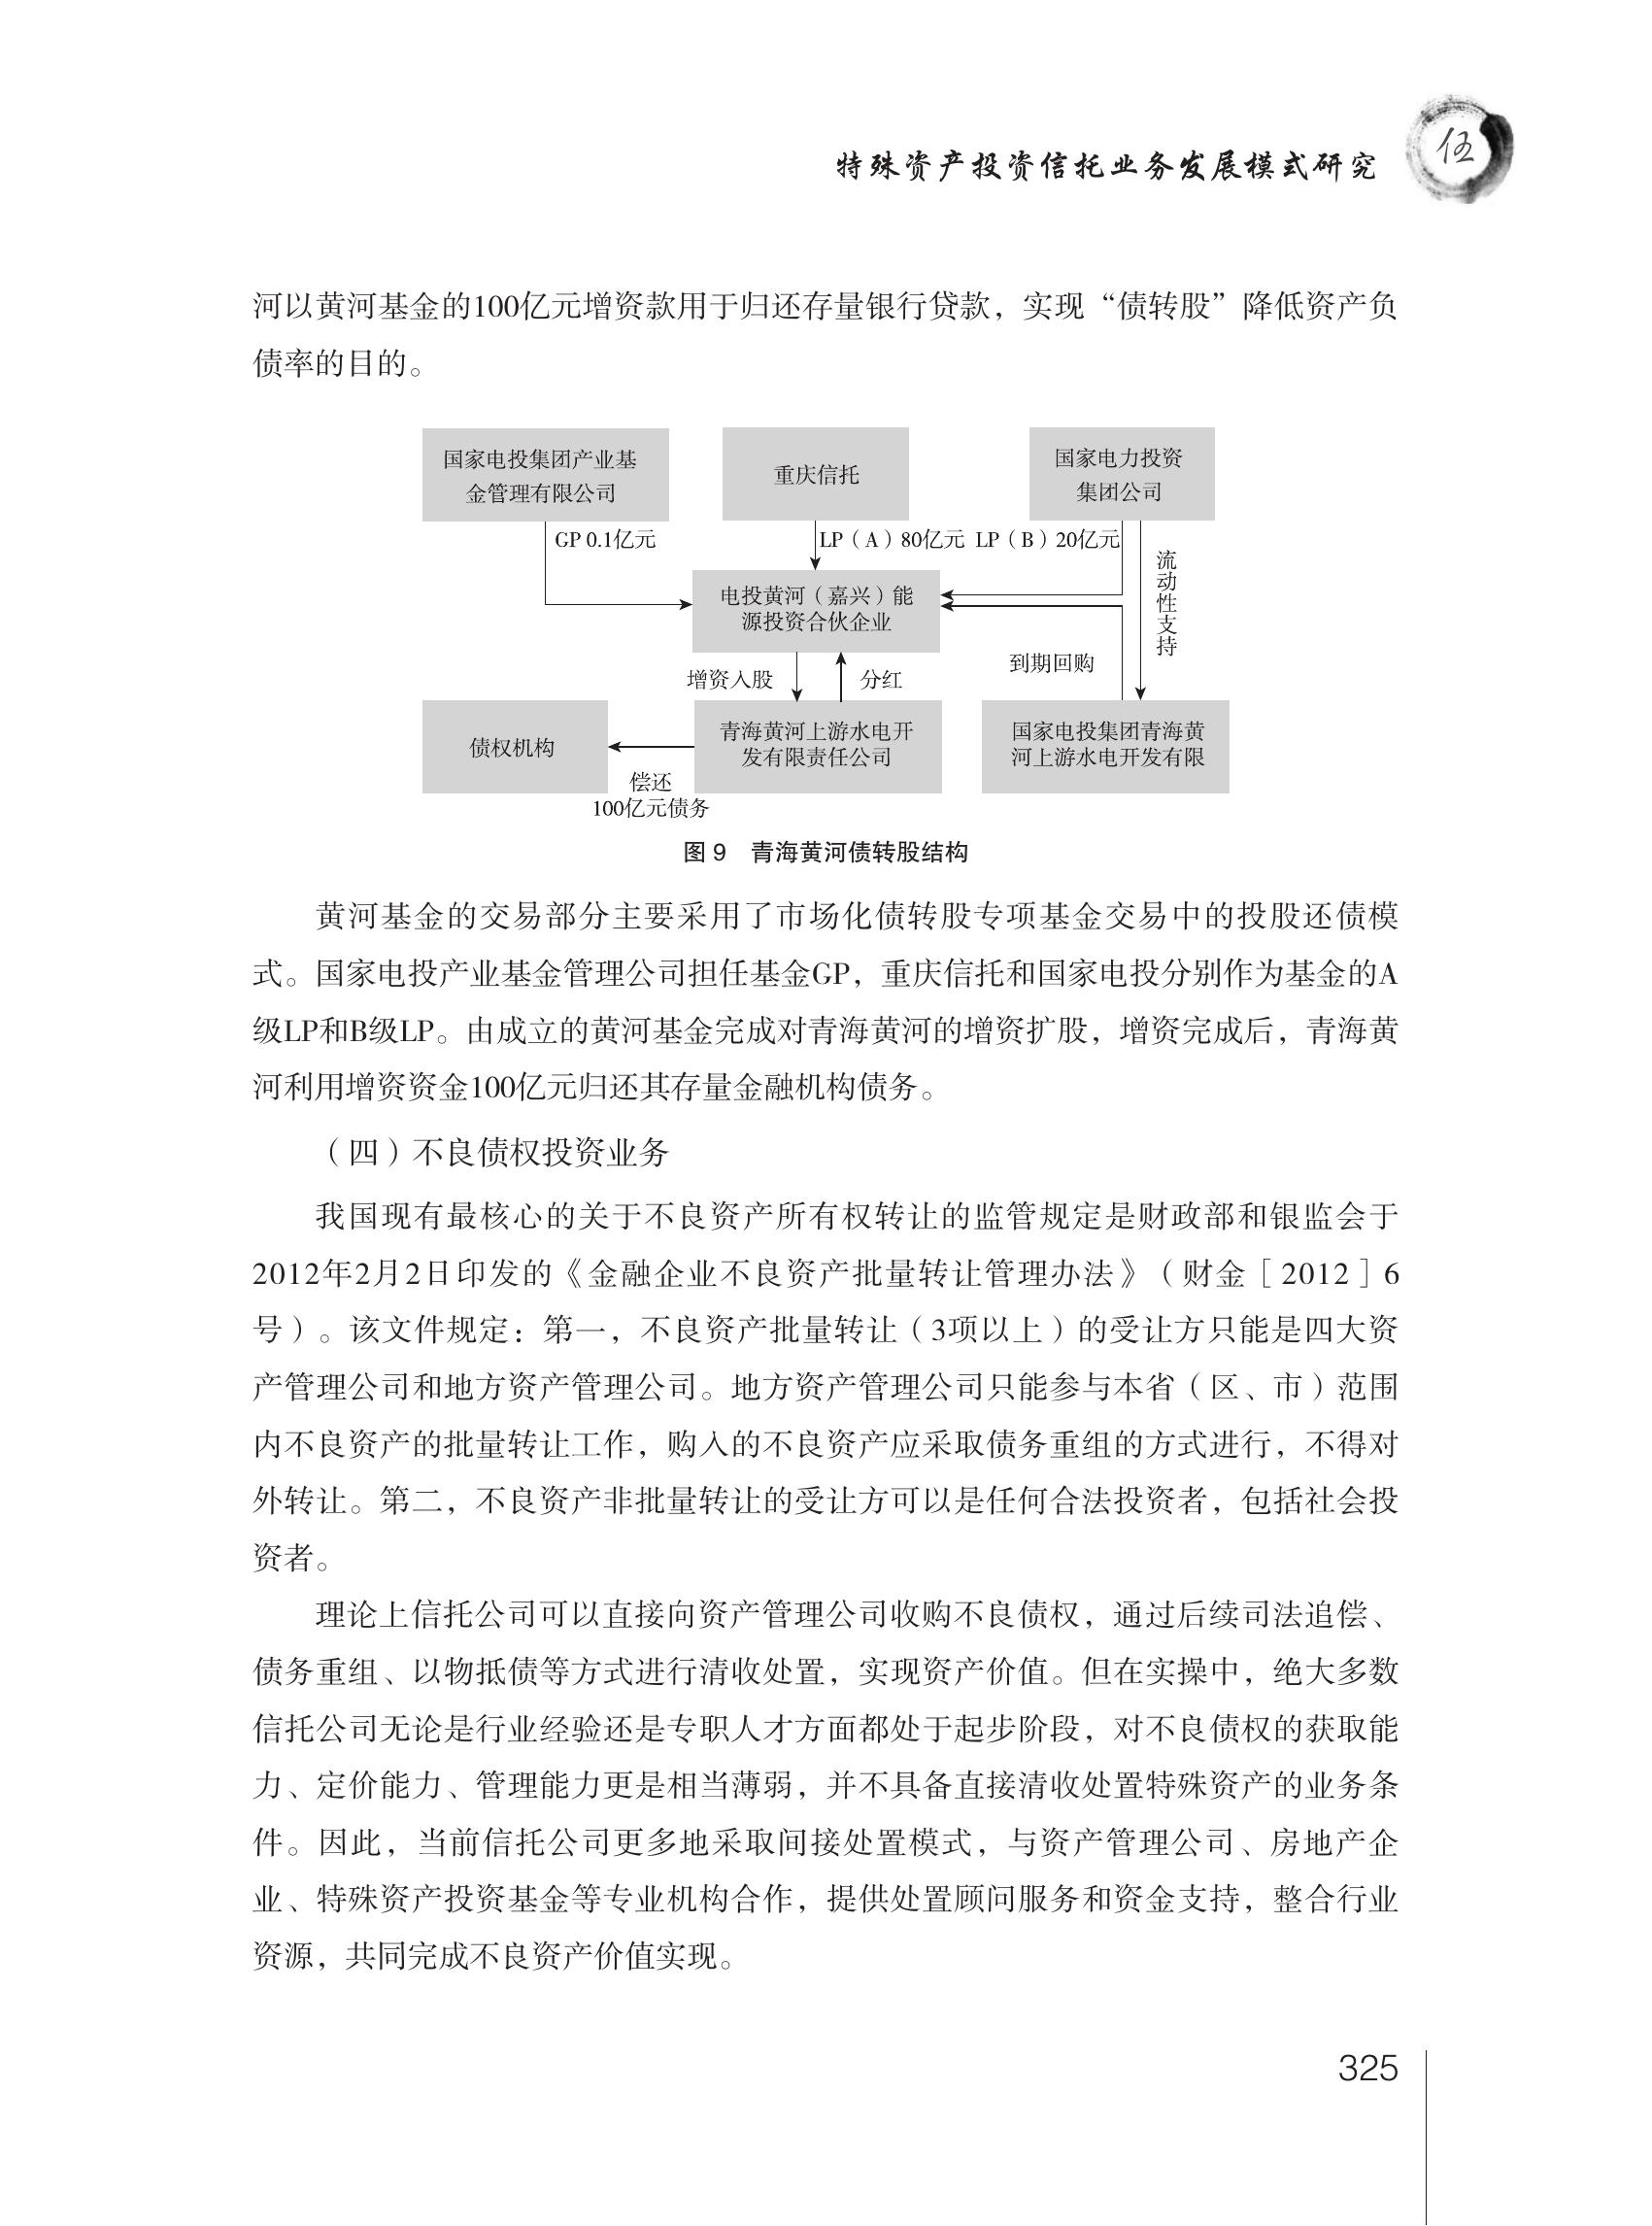 特殊资产投资信托业务发展模式研究
伍
河以黄河基金的100亿元增资款用于归还存量银行贷款，实现“债转股”降低资产负
债率的目的。
国家电投集团产业基
金管理有限公司
重庆信托
国家电力投资
集团公司
GP 0.1亿元
LP（A）80亿元
LP（B）20亿元
流动性支持
电投黄河（嘉兴）能
源投资合伙企业
增资入股
分红
到期回购
债权机构
青海黄河上游水电开
发有限责任公司
国家电投集团青海黄
河上游水电开发有限
偿还
100亿元债务
图 9　青海黄河债转股结构
黄河基金的交易部分主要采用了市场化债转股专项基金交易中的投股还债模
式。国家电投产业基金管理公司担任基金GP，重庆信托和国家电投分别作为基金的A
级LP和B级LP。由成立的黄河基金完成对青海黄河的增资扩股，增资完成后，青海黄
河利用增资资金100亿元归还其存量金融机构债务。
（四）不良债权投资业务
我国现有最核心的关于不良资产所有权转让的监管规定是财政部和银监会于
2012年2月2日印发的《金融企业不良资产批量转让管理办法》（财金［2012］6
号）。该文件规定：第一，不良资产批量转让（3项以上）的受让方只能是四大资
产管理公司和地方资产管理公司。地方资产管理公司只能参与本省（区、市）范围
内不良资产的批量转让工作，购入的不良资产应采取债务重组的方式进行，不得对
外转让。第二，不良资产非批量转让的受让方可以是任何合法投资者，包括社会投
资者。
理论上信托公司可以直接向资产管理公司收购不良债权，通过后续司法追偿、
债务重组、以物抵债等方式进行清收处置，实现资产价值。但在实操中，绝大多数
信托公司无论是行业经验还是专职人才方面都处于起步阶段，对不良债权的获取能
力、定价能力、管理能力更是相当薄弱，并不具备直接清收处置特殊资产的业务条
件。因此，当前信托公司更多地采取间接处置模式，与资产管理公司、房地产企
业、特殊资产投资基金等专业机构合作，提供处置顾问服务和资金支持，整合行业
资源，共同完成不良资产价值实现。
325